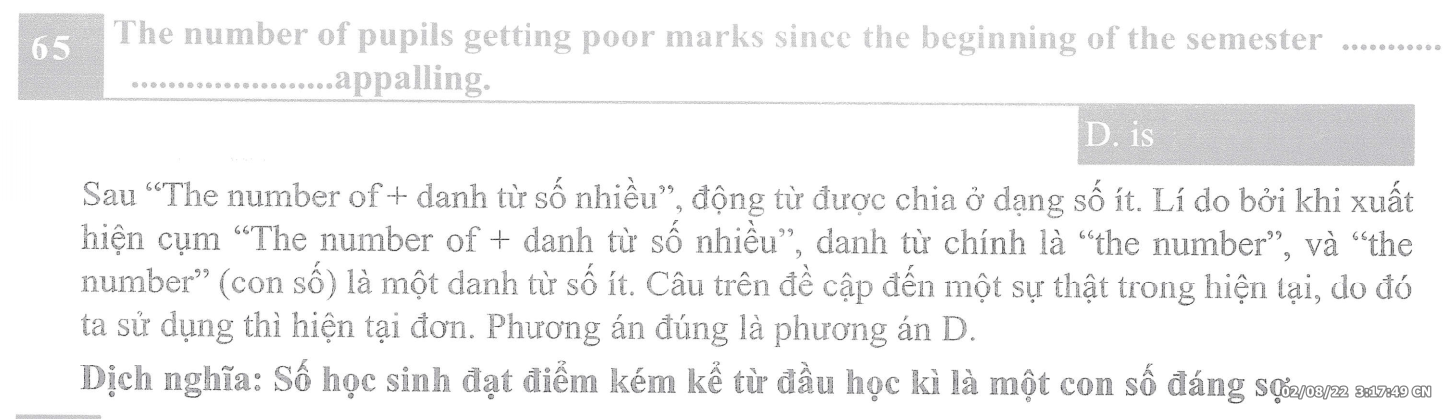 65
The number of pupils getting poor marks since the beginning of the semester ............
......................appalling.
D. is
Sau “The number of + danh từ số nhiều”, động từ được chia ở dạng số ít. Lí do bởi khi xuất
hiện cụm “The number of + danh từ số nhiều”, danh từ chính là “the number”, và “the
number” (con số) là một danh từ số ít. Câu trên đề cập đến một sự thật trong hiện tại, do đó
ta sử dụng thì hiện tại đơn. Phương án đúng là phương án D.
Dịch nghĩa: Số học sinh đạt điểm kém kể từ đầu học kì là một con số đáng sợ.
02/08/22 3:17:49 CN